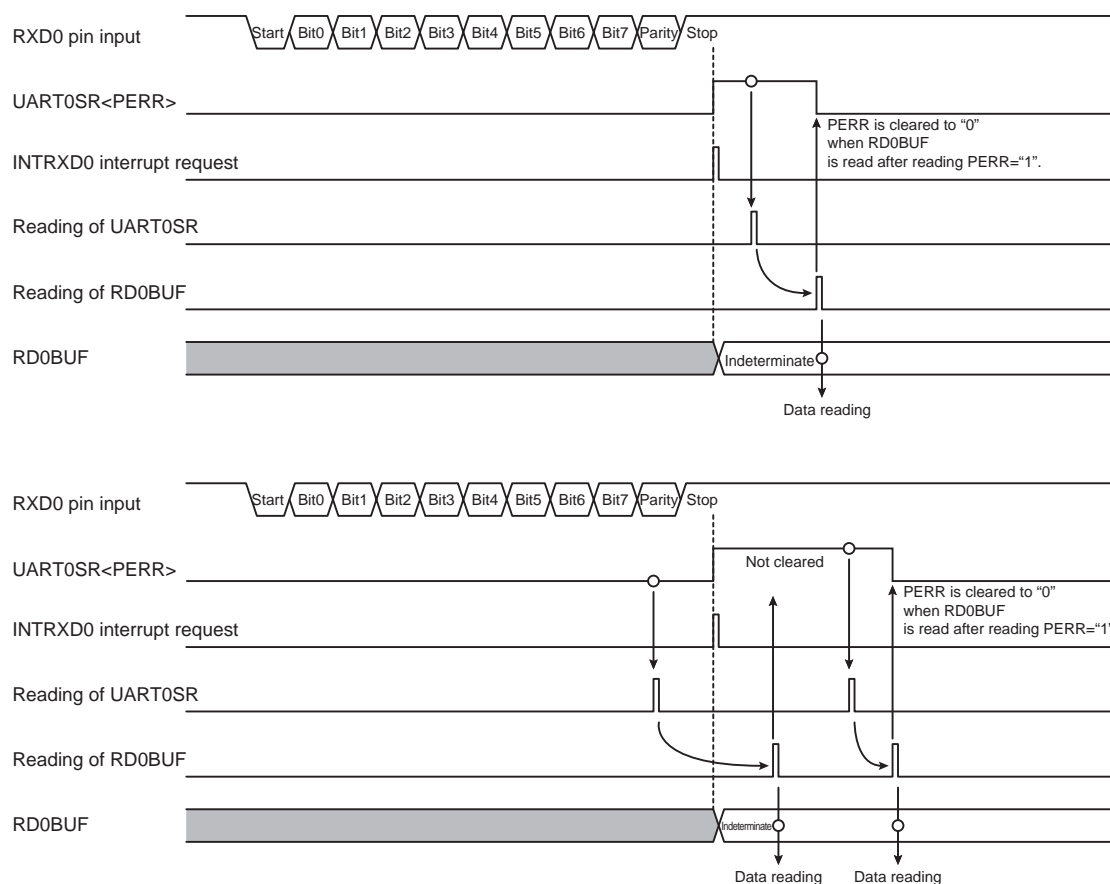 RXD0 pin input
Start Bit0 Bit1 Bit2 Bit3 Bit4 Bit5 Bit6 Bit7 Parity Stop
UART0SR<PERR>
PERR is cleared to “0”
when RD0BUF
is read after reading PERR=“1”.
INTRXD0 interrupt request
Reading of UART0SR
Reading of RD0BUF
RD0BUF
Indeterminate
Data reading
RXD0 pin input
Start Bit0 Bit1 Bit2 Bit3 Bit4 Bit5 Bit6 Bit7 Parity Stop
UART0SR<PERR>
Not cleared
PERR is cleared to “0”
when RD0BUF
is read after reading PERR=“1”
INTRXD0 interrupt request
Reading of UART0SR
Reading of RD0BUF
RD0BUF
Indeterminate
Data reading Data reading